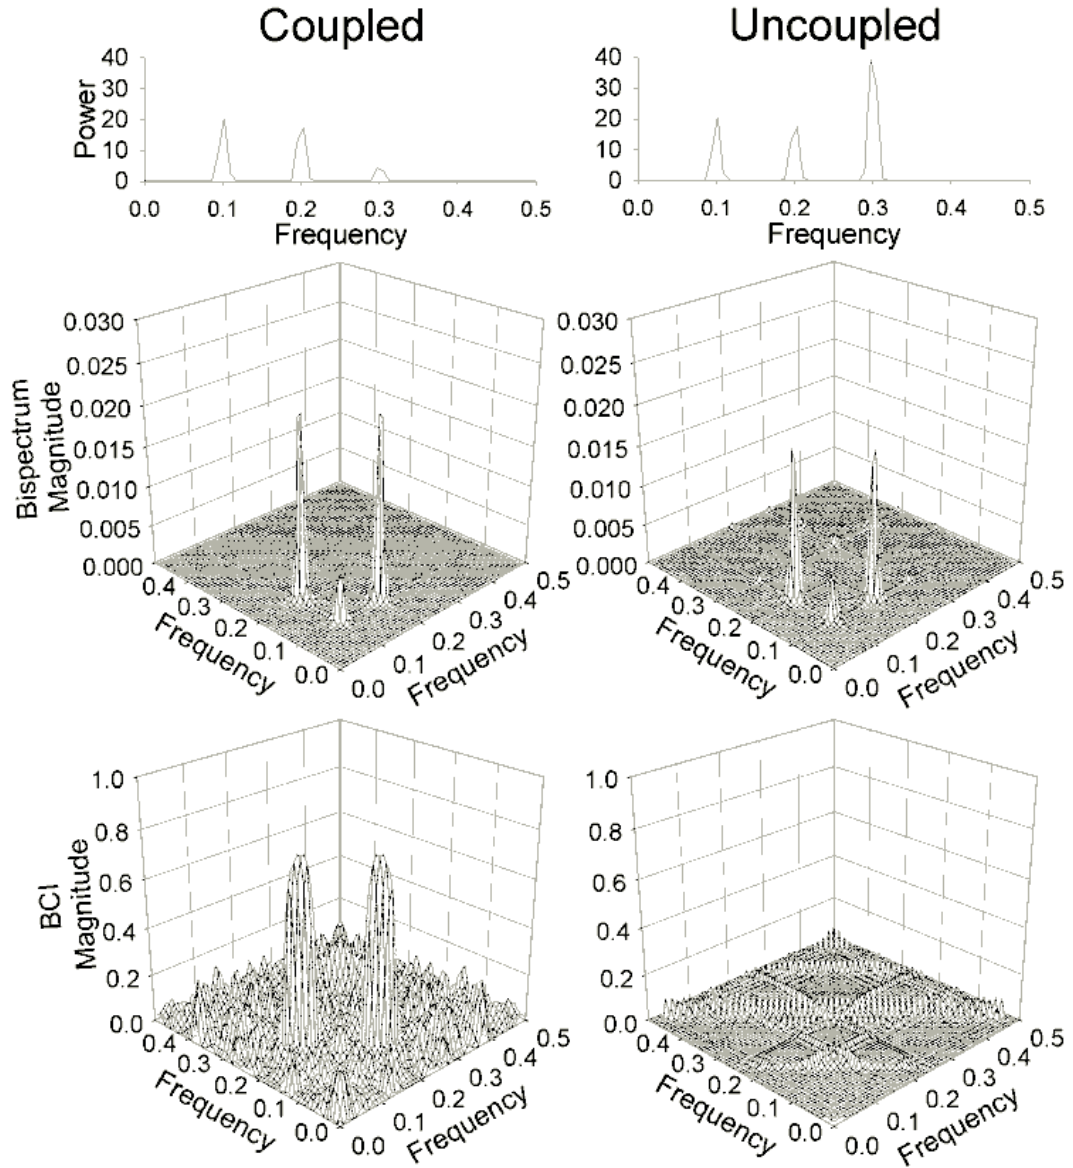 Coupled Uncoupled
40 40
30 30
20 20
10 10
0 0
Power
0.0 0.1 0.2 0.3 0.4 0.5 0.0 0.1 0.2 0.3 0.4 0.5
Frequency Frequency
0.030 0.030
0.025 0.025
0.020 0.020
0.015 0.015
0.010 0.010
0.005 0.005
0.000 0.000
Bispectrum
Magnitude
0.4 0.3 0.2 0.1 0.0 0.0 0.1 0.2 0.3 0.4 0.5
Frequency Frequency
0.4 0.3 0.2 0.1 0.0 0.0 0.1 0.2 0.3 0.4 0.5
Frequency Frequency
1.0 1.0
0.8 0.8
0.6 0.6
0.4 0.4
0.2 0.2
0.0 0.0
BCI
Magnitude
0.4 0.3 0.2 0.1 0.0 0.0 0.1 0.2 0.3 0.4 0.5
Frequency Frequency
0.4 0.3 0.2 0.1 0.0 0.0 0.1 0.2 0.3 0.4 0.5
Frequency Frequency